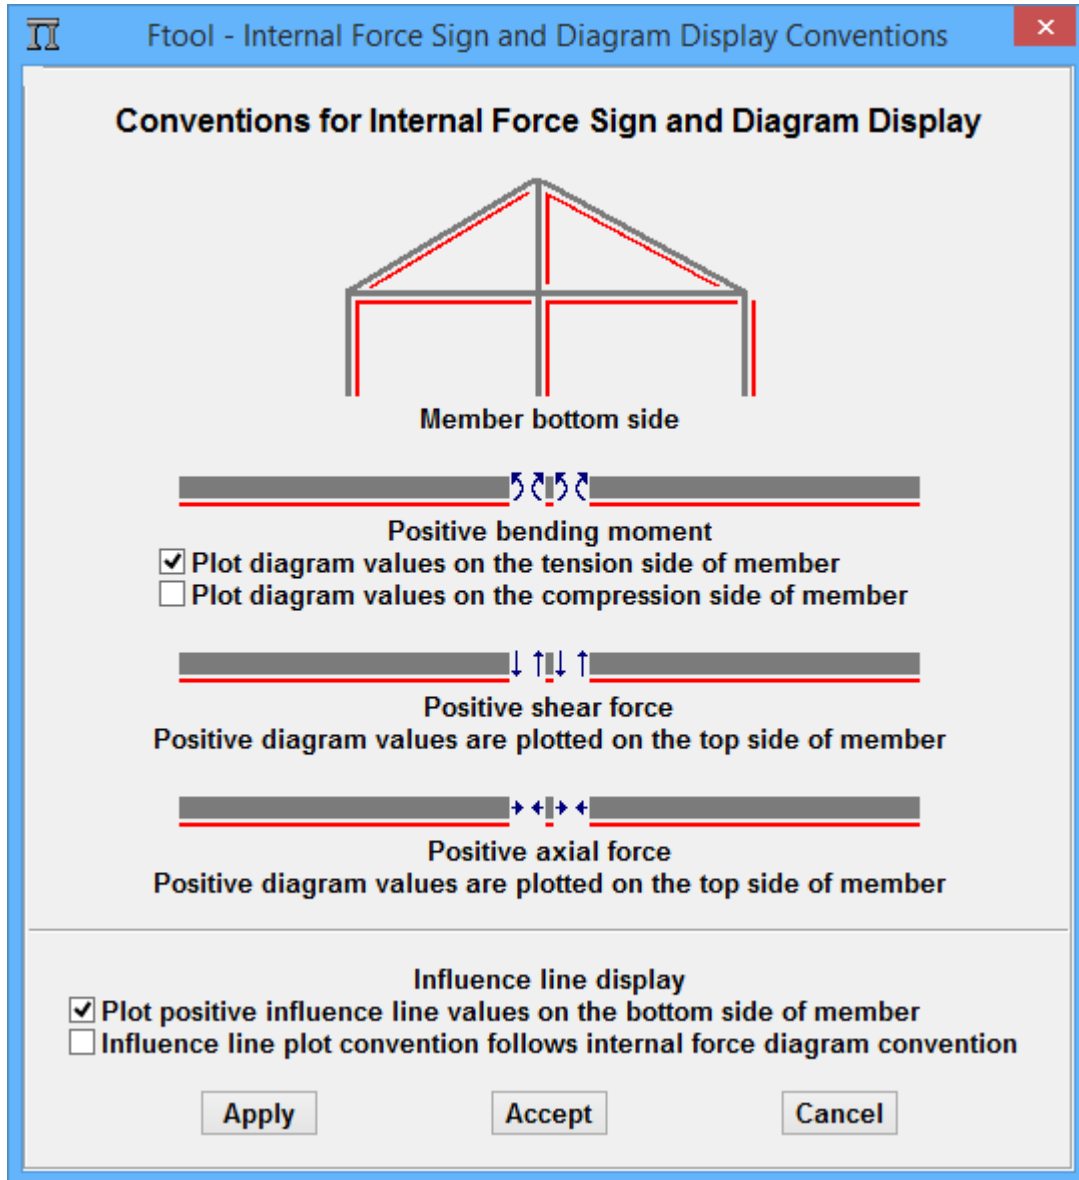 Ftool - Internal Force Sign and Diagram Display Conventions
Conventions for Internal Force Sign and Diagram Display
Member bottom side
Positive bending moment
Plot diagram values on the tension side of member
Plot diagram values on the compression side of member
Positive shear force
Positive diagram values are plotted on the top side of member
Positive axial force
Positive diagram values are plotted on the top side of member
Influence line display
Plot positive influence line values on the bottom side of member
Influence line plot convention follows internal force diagram convention
Apply Accept Cancel